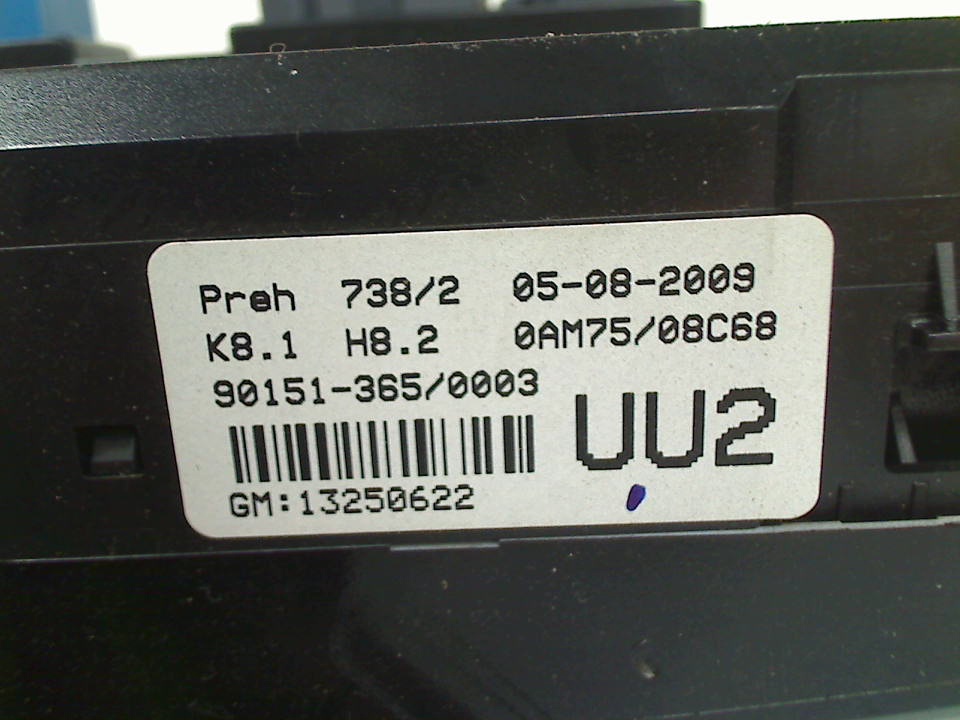 Preh 738/2 05-08-2009
K8.1 H8.2 0AM75/08C68
90151-365/0003
UU2
GM:13250622